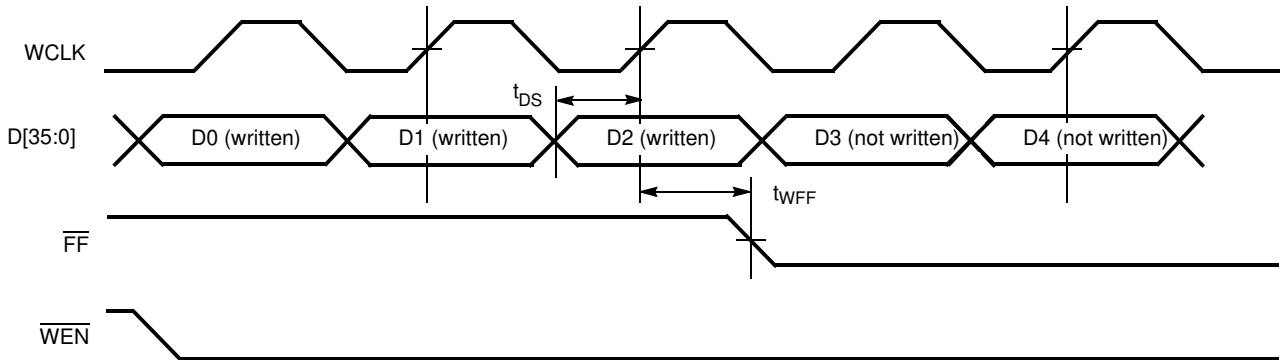 WCLK
tDS
D[35:0]
D0 (written)
D1 (written)
D2 (written)
D3 (not written)
D4 (not written)
tWFF
FF
WEN